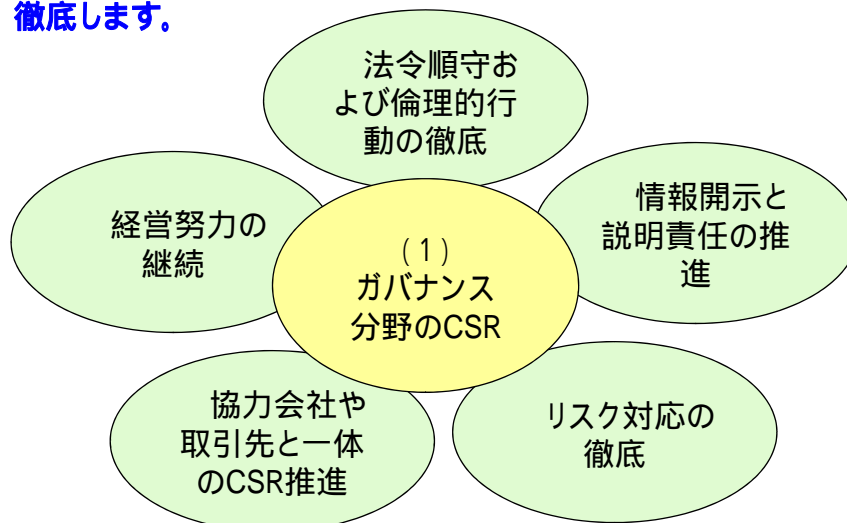 徹底します。
法令順守お
よび倫理的行
動の徹底
経営努力の
継続
情報開示と
説明責任の推
進
(1)
ガバナンス
分野のCSR
協力会社や
取引先と一体
のCSR推進
リスク対応の
徹底